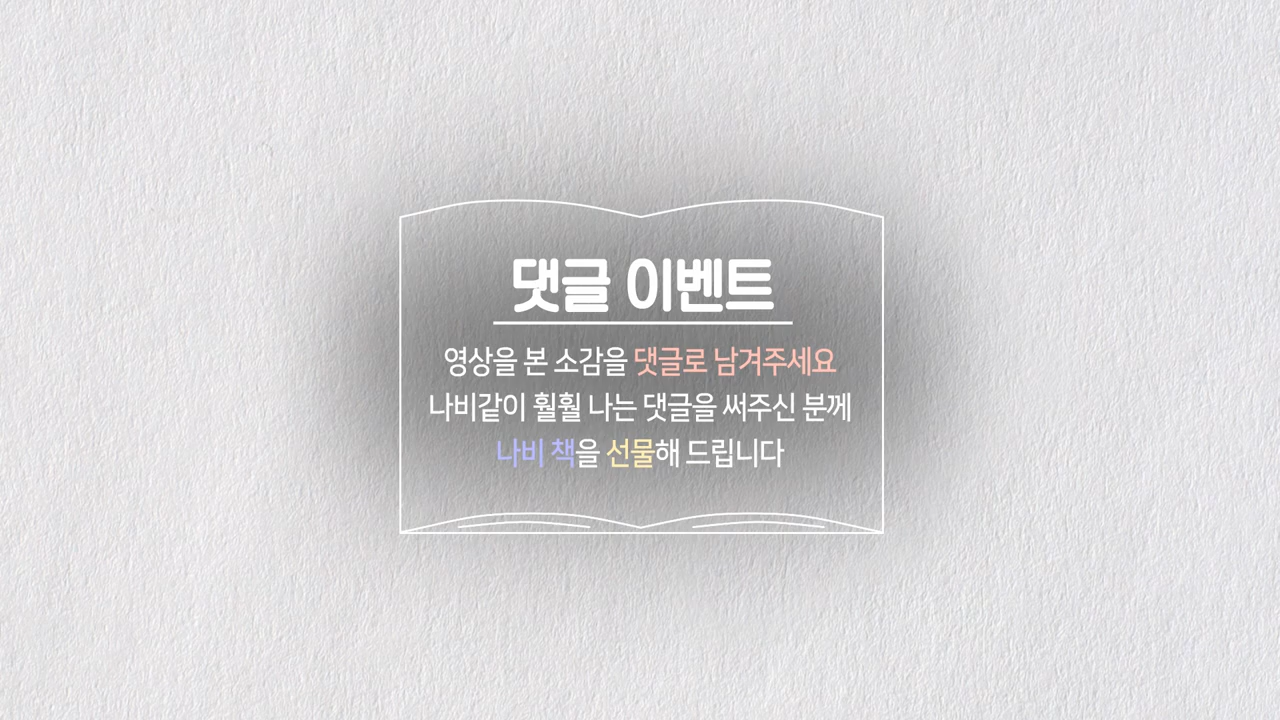 댓글 이벤트
영상을 본 소감을 댓글로 남겨주세요
나비같이 훨훨 나는 댓글을 써주신 분께
나비 책을 선물해 드립니다